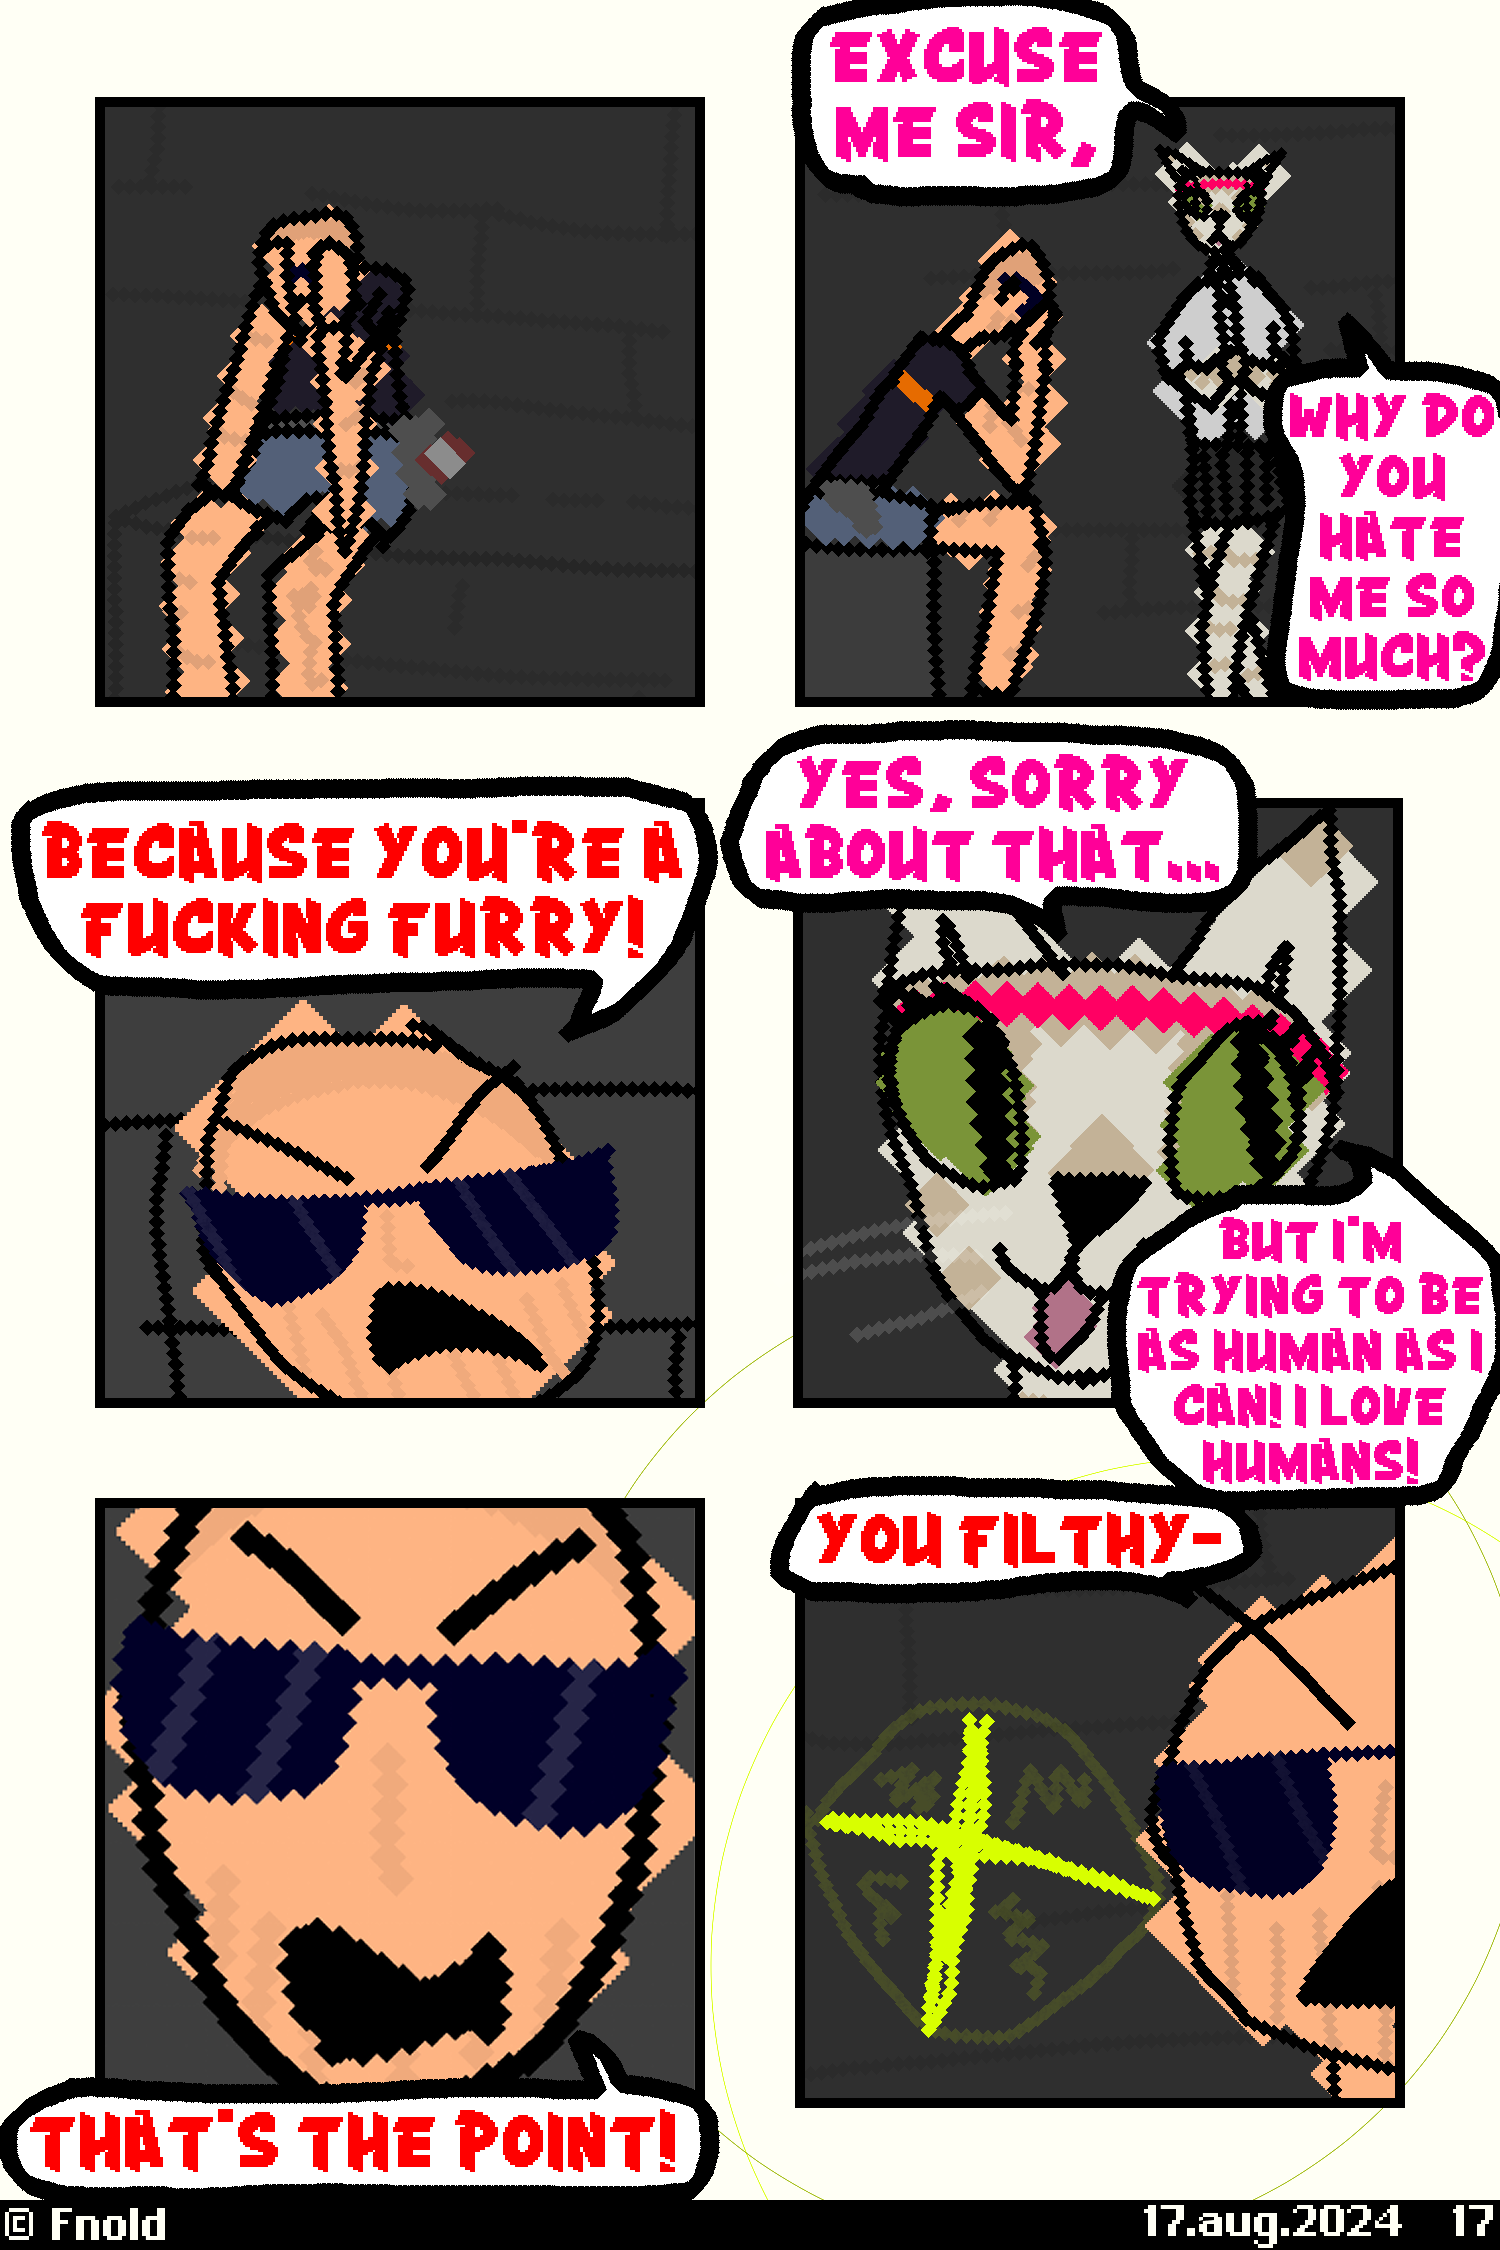 EXCUSE
ME SIR,
WHY DO
YOU
HATE
ME SO
MUCH?
BECAUSE YOU'RE A
FUCKING FURRY!
YES, SORRY
ABOUT THAT...
BUT I'M
TRYING TO BE
AS HUMAN AS I
CAN! I LOVE
HUMANS!
THAT'S THE POINT!
YOU FILTHY-
© Fnold
17.aug.2024 17